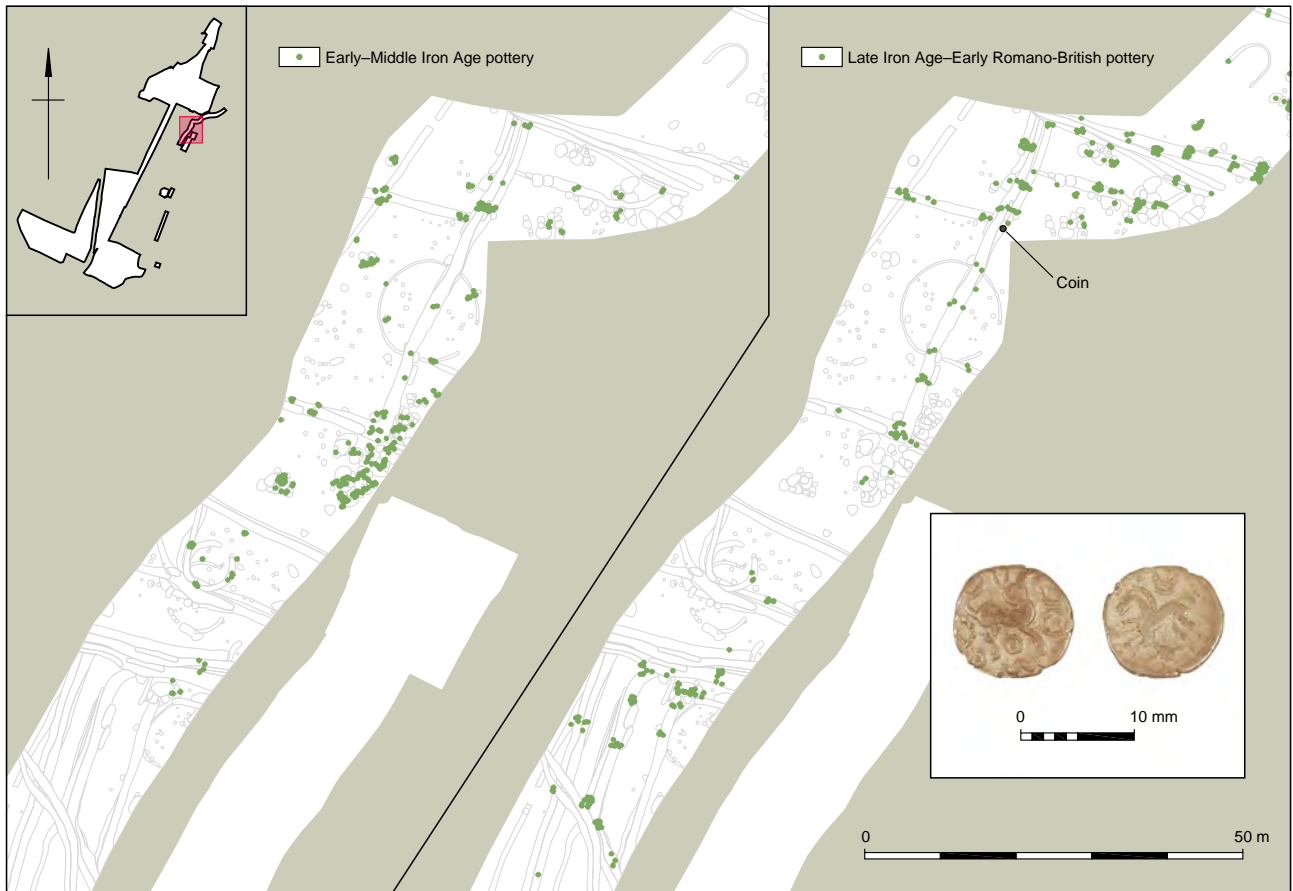 Early–Middle Iron Age pottery
Late Iron Age–Early Romano-British pottery
Coin
0 10 mm
0 50 m